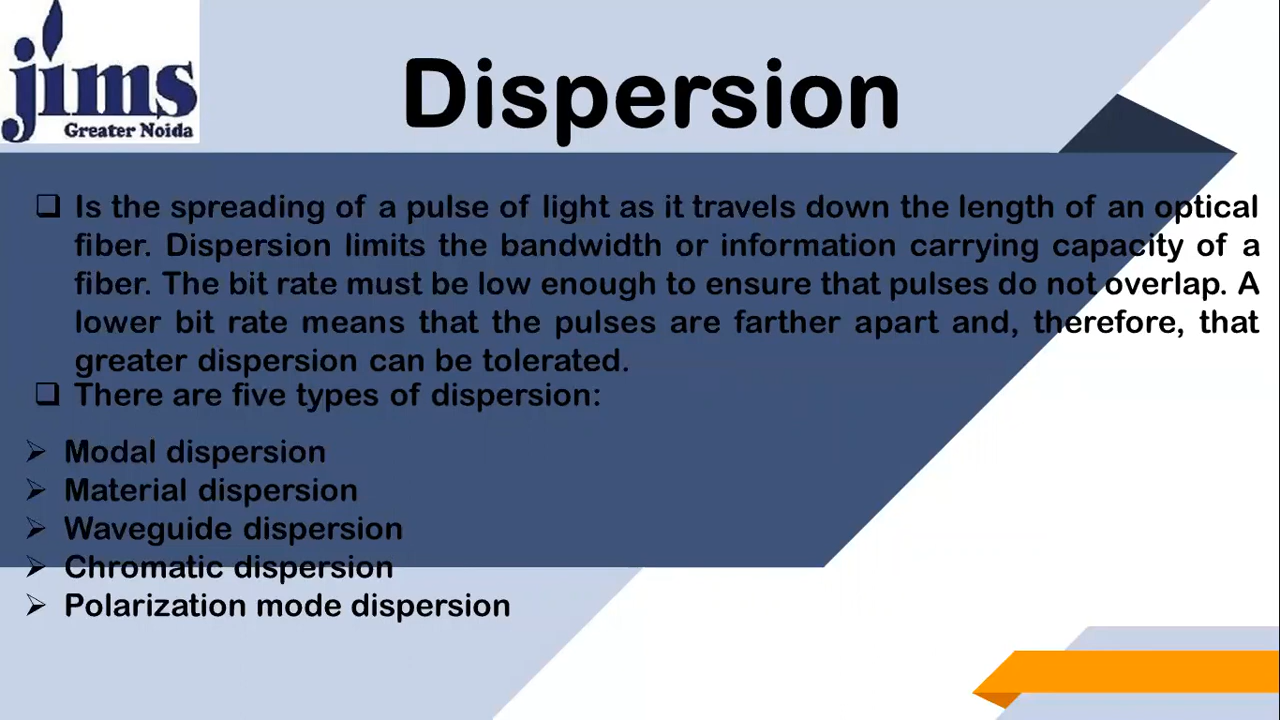 jims
Greater Noida
Dispersion
Is the spreading of a pulse of light as it travels down the length of an optical
fiber. Dispersion limits the bandwidth or information carrying capacity of a
fiber. The bit rate must be low enough to ensure that pulses do not overlap. A
lower bit rate means that the pulses are farther apart and, therefore, that
greater dispersion can be tolerated.
There are five types of dispersion:
Modal dispersion
Material dispersion
Waveguide dispersion
Chromatic dispersion
Polarization mode dispersion